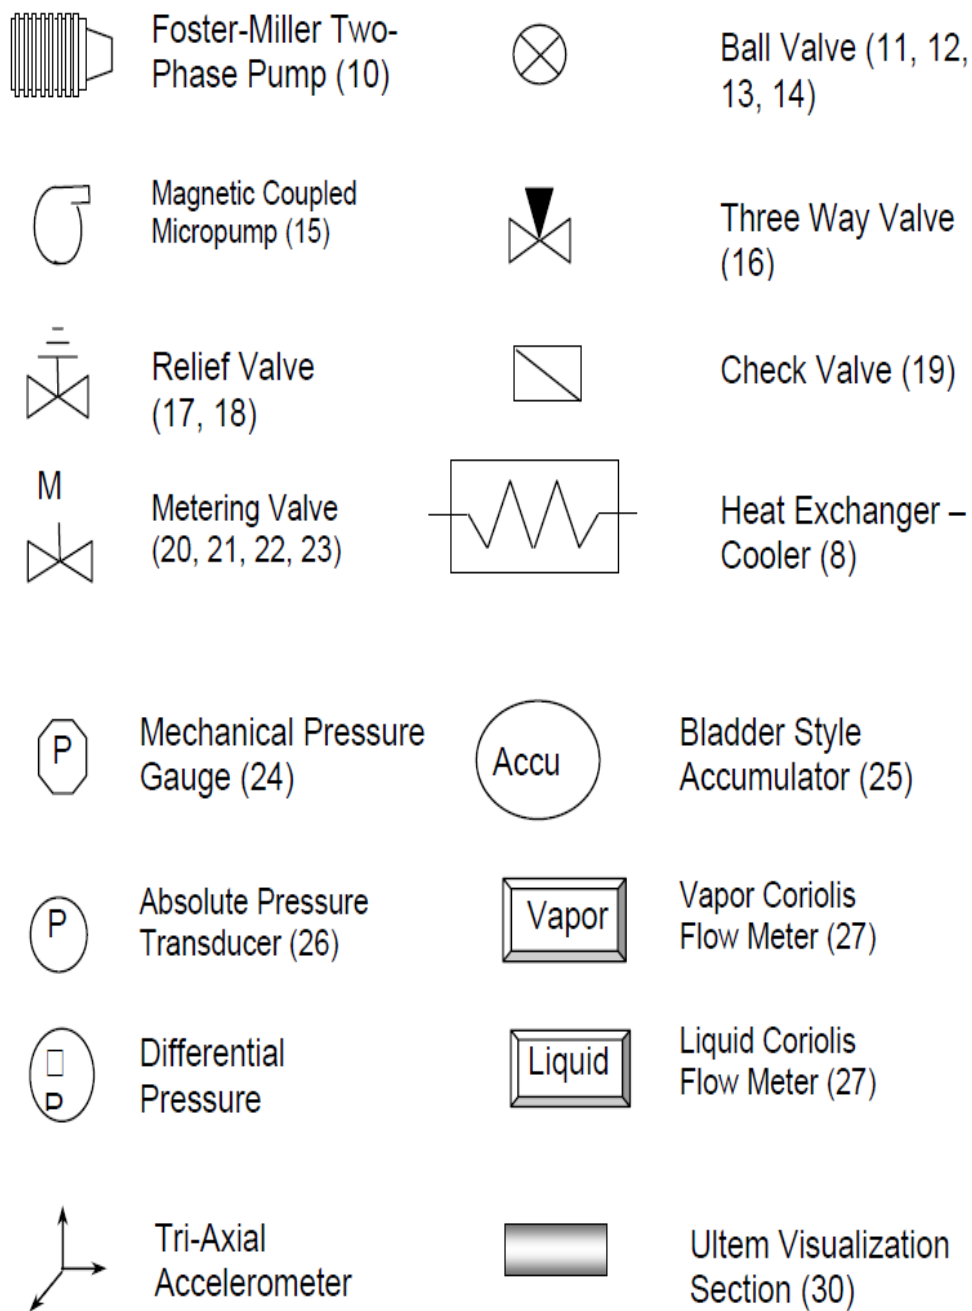 Foster-Miller Two-
Phase Pump (10)
Ball Valve (11, 12,
13, 14)
Magnetic Coupled
Micropump (15)
Three Way Valve
(16)
Relief Valve
(17, 18)
Check Valve (19)
M
Metering Valve
(20, 21, 22, 23)
Heat Exchanger –
Cooler (8)
P
Mechanical Pressure
Gauge (24)
Accu
Bladder Style
Accumulator (25)
P
Absolute Pressure
Transducer (26)
Vapor
Vapor Coriolis
Flow Meter (27)
□
P
Differential
Pressure
Liquid
Liquid Coriolis
Flow Meter (27)
Tri-Axial
Accelerometer
Ultem Visualization
Section (30)